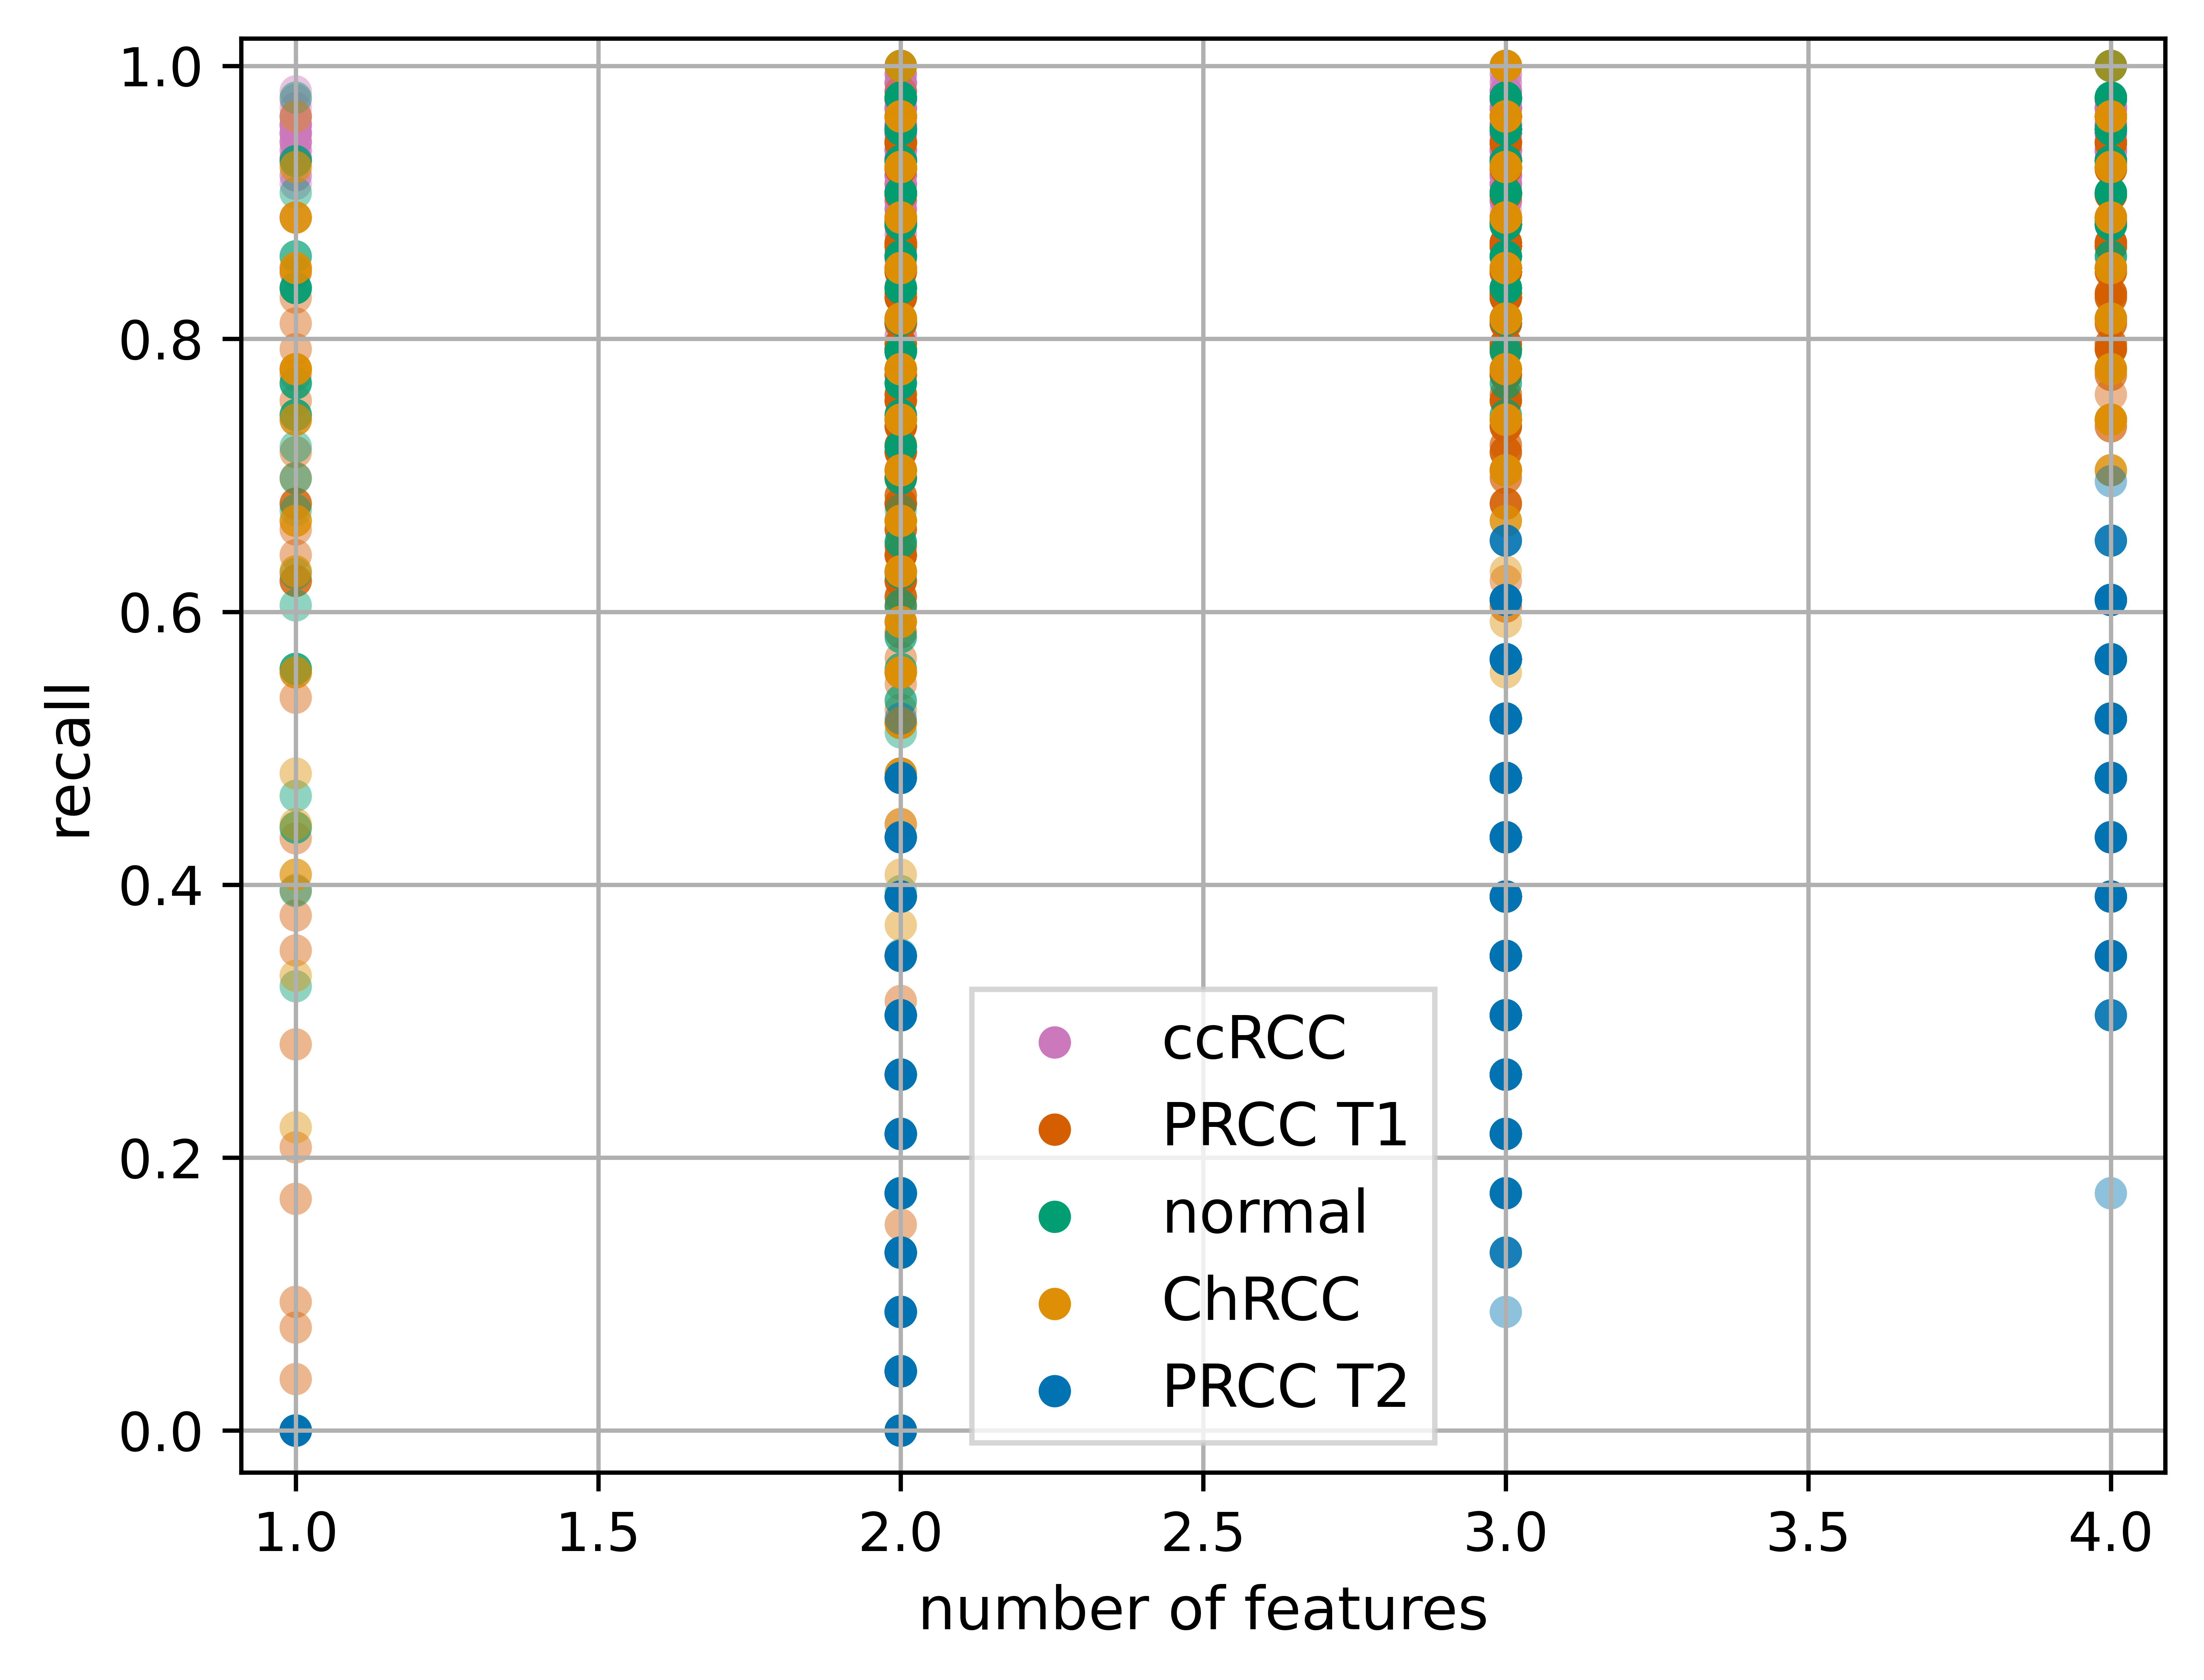 1.0
0.8
0.6
recall
0.4
0.2
0.0
ccRCC
PRCC T1
normal
ChRCC
PRCC T2
1.0 1.5 2.0 2.5 3.0 3.5 4.0
number of features